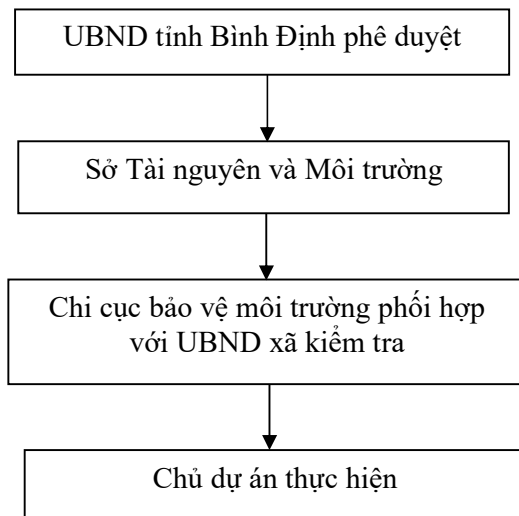 UBND tỉnh Bình Định phê duyệt
Sở Tài nguyên và Môi trường
Chi cục bảo vệ môi trường phối hợp
với UBND xã kiểm tra
Chủ dự án thực hiện